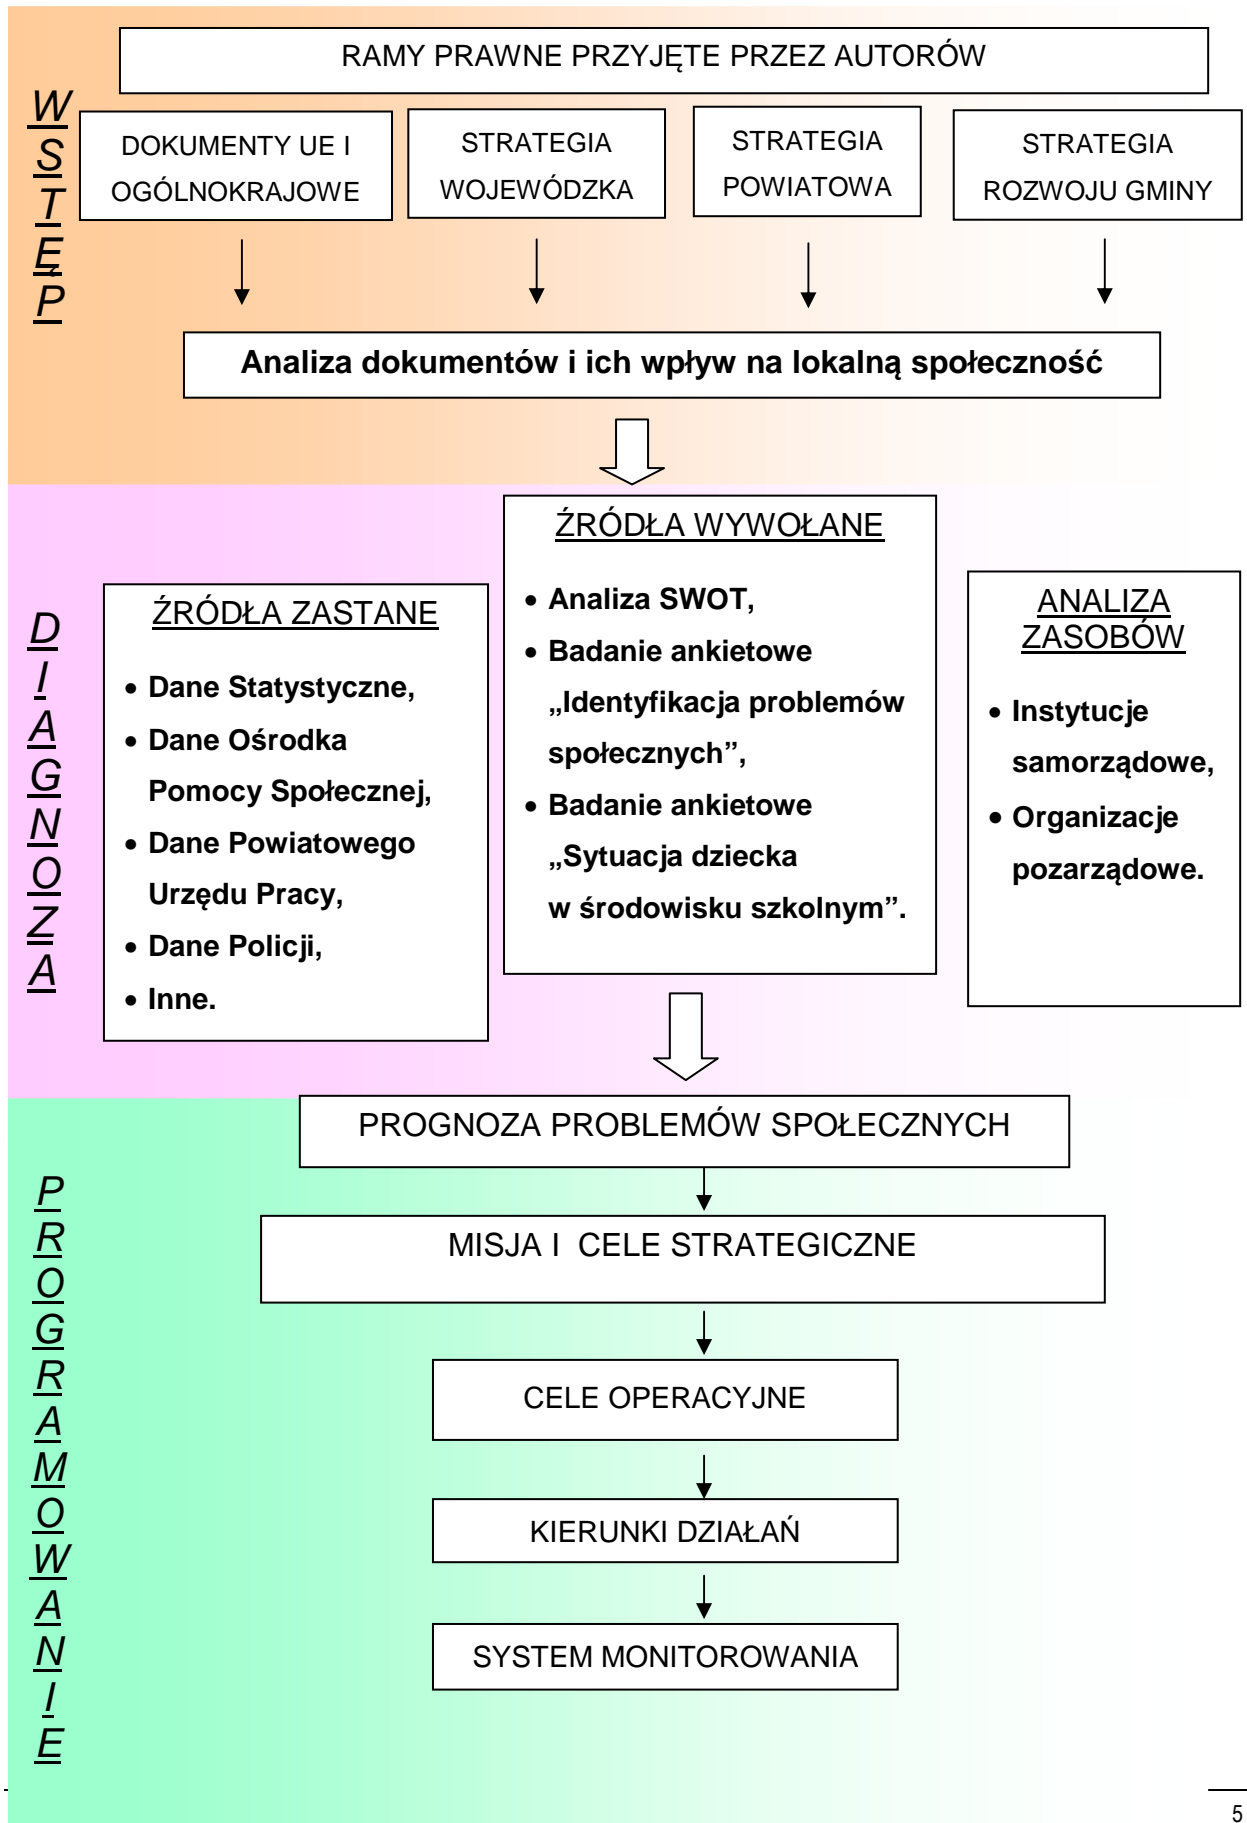 WSTĘP
RAMY PRAWNE PRZYJĘTE PRZEZ AUTORÓW
DOKUMENTY UE I
OGÓLNOKRAJOWE
STRATEGIA
WOJEWÓDZKA
STRATEGIA
POWIATOWA
STRATEGIA
ROZWOJU GMINY
Analiza dokumentów i ich wpływ na lokalną społeczność
DIAGNOZA
ŹRÓDŁA ZASTANE
• Dane Statystyczne,
• Dane Ośrodka
Pomocy Społecznej,
• Dane Powiatowego
Urzędu Pracy,
• Dane Policji,
• Inne.
ŹRÓDŁA WYWOŁANE
• Analiza SWOT,
• Badanie ankietowe
„Identyfikacja problemów
społecznych”,
• Badanie ankietowe
„Sytuacja dziecka
w środowisku szkolnym”.
ANALIZA
ZASOBÓW
• Instytucje
samorządowe,
• Organizacje
pozarządowe.
PROGRAMOWANIE
PROGNOZA PROBLEMÓW SPOŁECZNYCH
MISJA I  CELE STRATEGICZNE
CELE OPERACYJNE
KIERUNKI DZIAŁAŃ
SYSTEM MONITOROWANIA
5